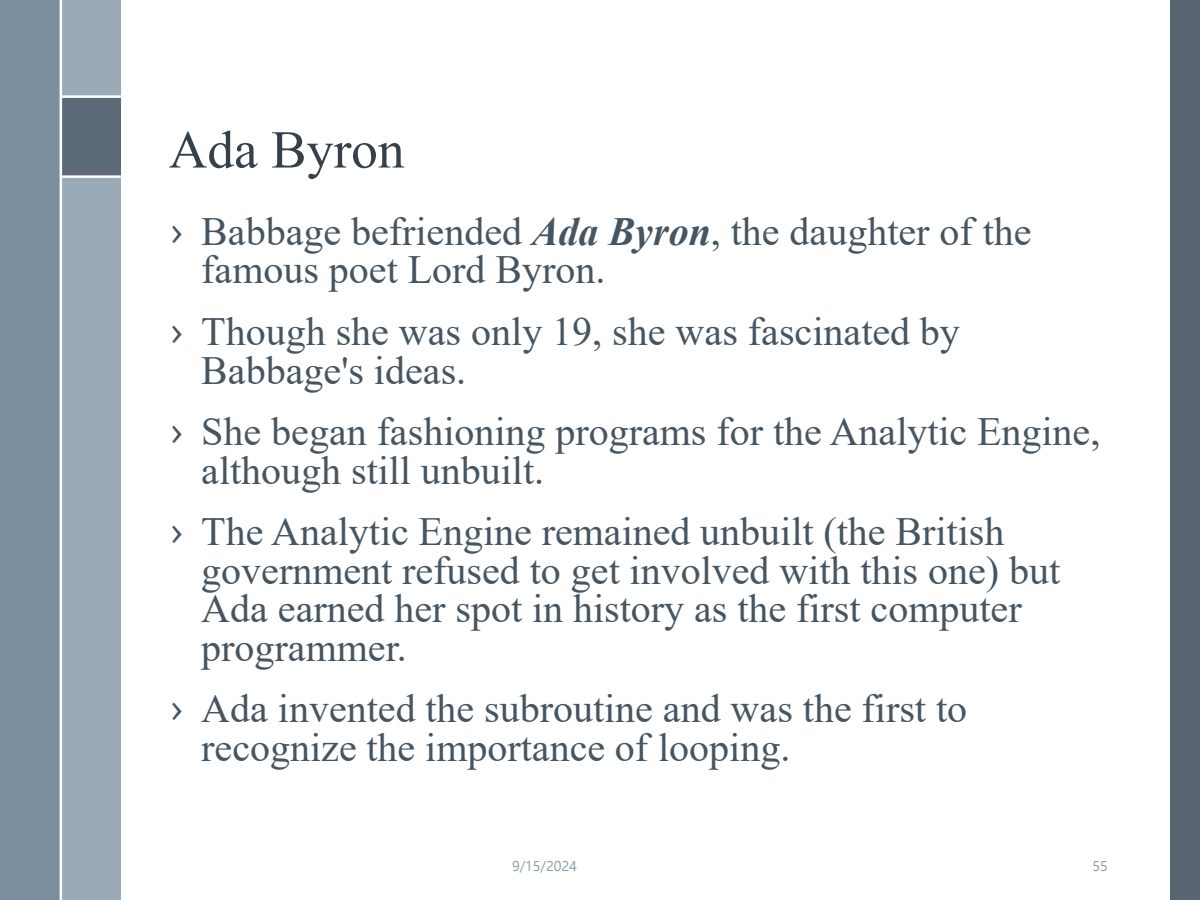 Ada Byron
› Babbage befriended Ada Byron, the daughter of the
famous poet Lord Byron.
› Though she was only 19, she was fascinated by
Babbage's ideas.
› She began fashioning programs for the Analytic Engine,
although still unbuilt.
› The Analytic Engine remained unbuilt (the British
government refused to get involved with this one) but
Ada earned her spot in history as the first computer
programmer.
› Ada invented the subroutine and was the first to
recognize the importance of looping.
9/15/2024
55